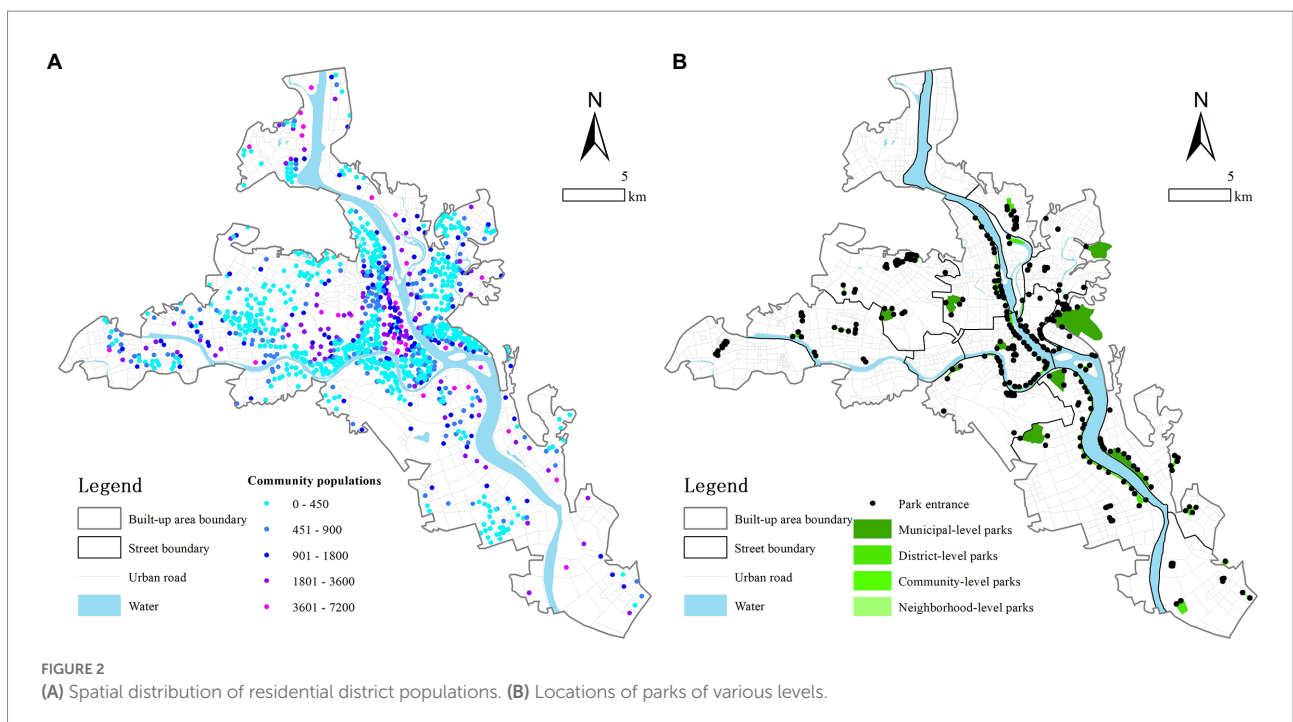 A
N
5
km
Legend
Built-up area boundary
Street boundary
Urban road
Water
Community populations
0 - 450
451 - 900
901 - 1800
1801 - 3600
3601 - 7200
B
N
5
km
Legend
Built-up area boundary
Street boundary
Urban road
Water
Park entrance
Municipal-level parks
District-level parks
Community-level parks
Neighborhood-level parks
FIGURE 2
(A) Spatial distribution of residential district populations. (B) Locations of parks of various levels.